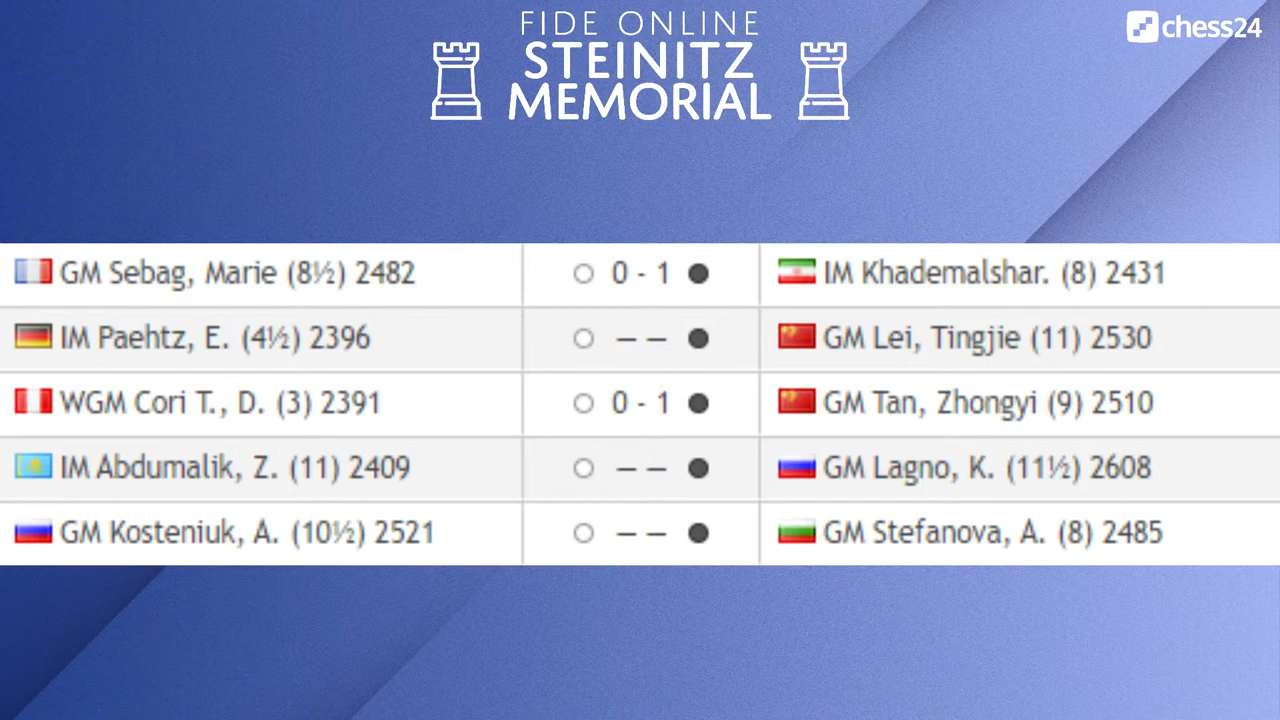 FIDE ONLINE
STEINITZ
MEMORIAL
chess24
GM Sebag, Marie (8½) 2482 0 - 1 IM Khademalshar. (8) 2431
IM Paehtz, E. (4½) 2396 – – GM Lei, Tingjie (11) 2530
WGM Cori T., D. (3) 2391 0 - 1 GM Tan, Zhongyi (9) 2510
IM Abdumalik, Z. (11) 2409 – – GM Lagno, K. (11½) 2608
GM Kosteniuk, A. (10½) 2521 – – GM Stefanova, A. (8) 2485